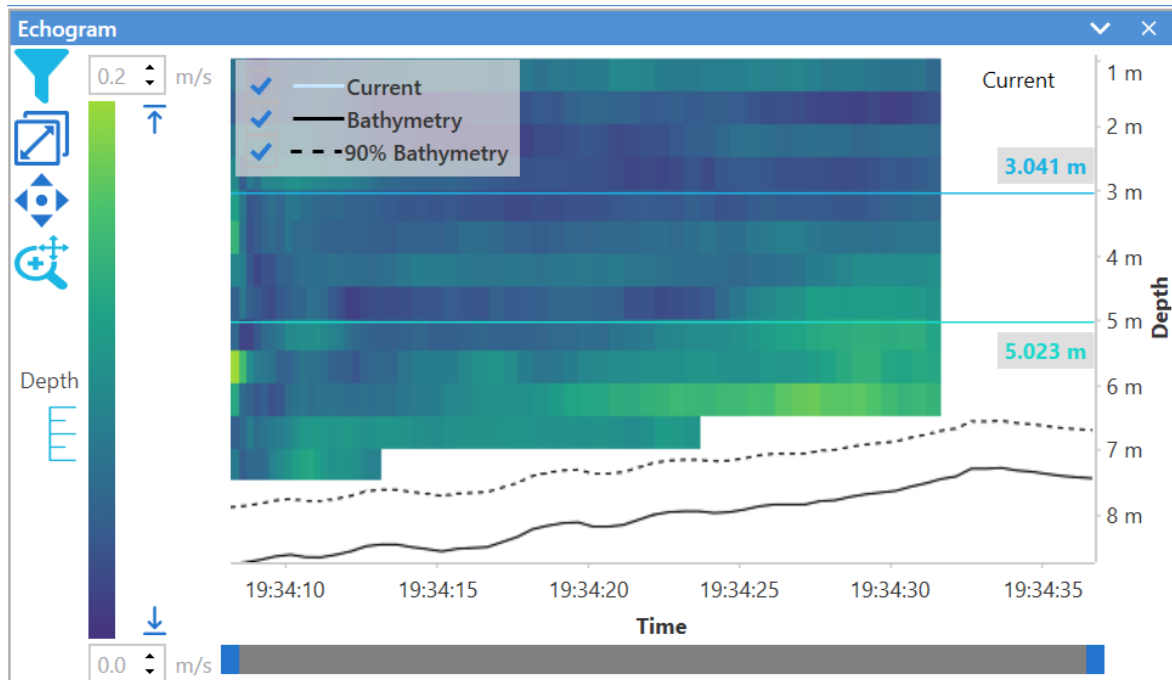 Echogram
0.2 m/s
Current
Bathymetry
90% Bathymetry
Current
1 m
2 m
3.041 m
3 m
4 m
Depth
5 m
5.023 m
Depth
6 m
7 m
8 m
19:34:10 19:34:15 19:34:20 19:34:25 19:34:30 19:34:35
Time
0.0 m/s